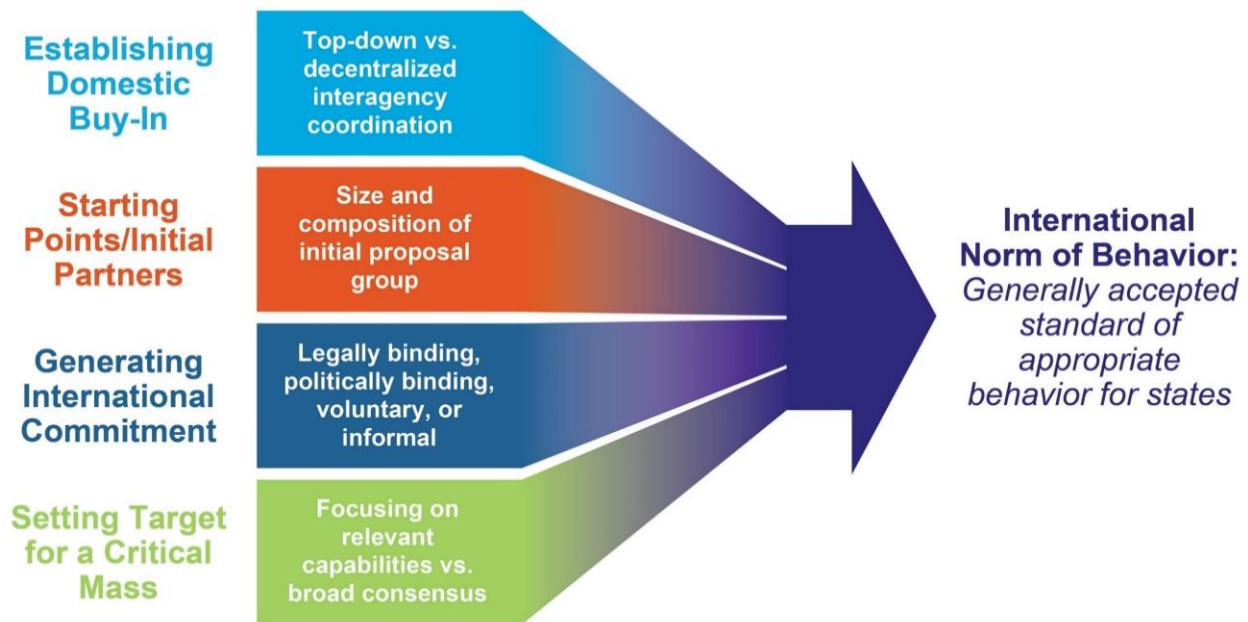 Establishing
Domestic
Buy-In
Top-down vs.
decentralized
interagency
coordination
Starting
Points/Initial
Partners
Size and
composition of
initial proposal
group
Generating
International
Commitment
Legally binding,
politically binding,
voluntary, or
informal
Setting Target
for a Critical
Mass
Focusing on
relevant
capabilities vs.
broad consensus
International
Norm of Behavior:
Generally accepted
standard of
appropriate
behavior for states